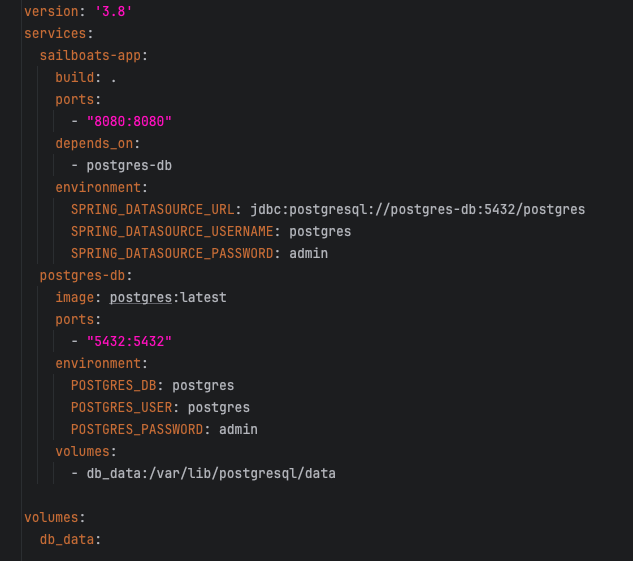 version: '3.8'
services:
  sailboats-app:
    build: .
    ports:
      - "8080:8080"
    depends_on:
      - postgres-db
    environment:
      SPRING_DATASOURCE_URL: jdbc:postgresql://postgres-db:5432/postgres
      SPRING_DATASOURCE_USERNAME: postgres
      SPRING_DATASOURCE_PASSWORD: admin
  postgres-db:
    image: postgres:latest
    ports:
      - "5432:5432"
    environment:
      POSTGRES_DB: postgres
      POSTGRES_USER: postgres
      POSTGRES_PASSWORD: admin
    volumes:
      - db_data:/var/lib/postgresql/data

volumes:
  db_data: